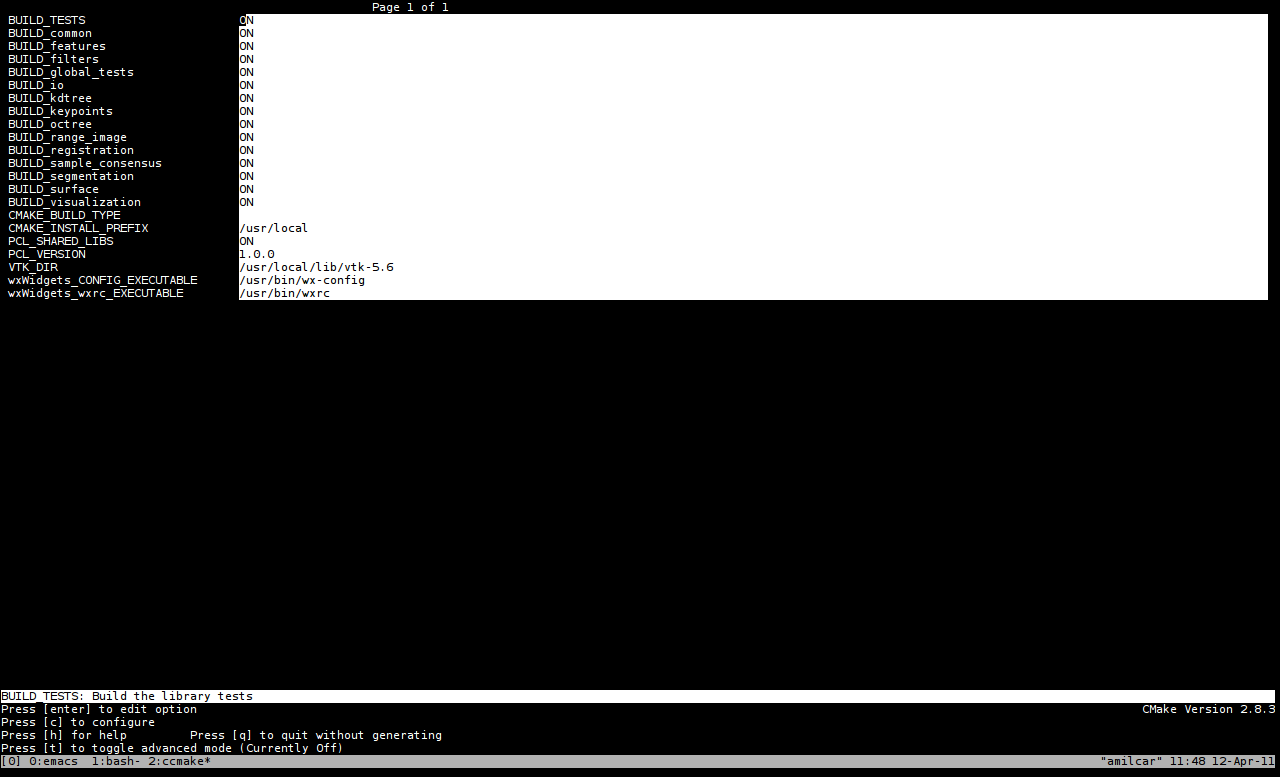 Page 1 of 1
BUILD_TESTS ON
BUILD_common ON
BUILD_features ON
BUILD_filters ON
BUILD_global_tests ON
BUILD_io ON
BUILD_kdtree ON
BUILD_keypoints ON
BUILD_octree ON
BUILD_range_image ON
BUILD_registration ON
BUILD_sample_consensus ON
BUILD_segmentation ON
BUILD_surface ON
BUILD_visualization ON
CMAKE_BUILD_TYPE
CMAKE_INSTALL_PREFIX /usr/local
PCL_SHARED_LIBS ON
PCL_VERSION 1.0.0
VTK_DIR /usr/local/lib/vtk-5.6
wxWidgets_CONFIG_EXECUTABLE /usr/bin/wx-config
wxWidgets_wxrc_EXECUTABLE /usr/bin/wxrc
BUILD_TESTS: Build the library tests
Press [enter] to edit option CMake Version 2.8.3
Press [c] to configure
Press [h] for help Press [q] to quit without generating
Press [t] to toggle advanced mode (Currently Off)
[0] 0:emacs 1:bash- 2:ccmake* "amilcar" 11:48 12-Apr-11